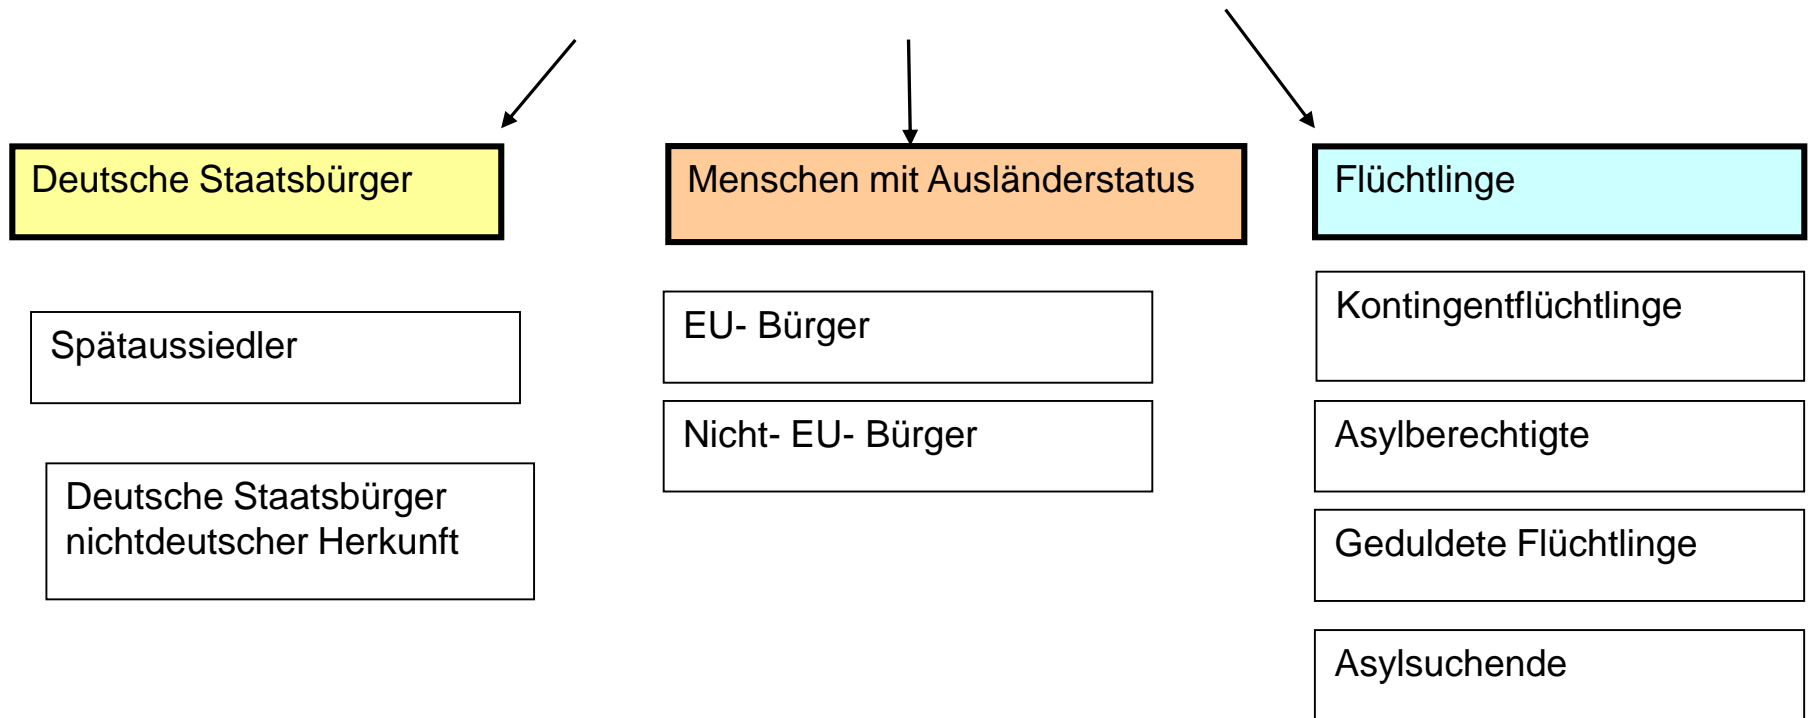 Deutsche Staatsbürger
Spätaussiedler
Deutsche Staatsbürger
nichtdeutscher Herkunft
Menschen mit Ausländerstatus
EU- Bürger
Nicht- EU- Bürger
Flüchtlinge
Kontingentflüchtlinge
Asylberechtigte
Geduldete Flüchtlinge
Asylsuchende